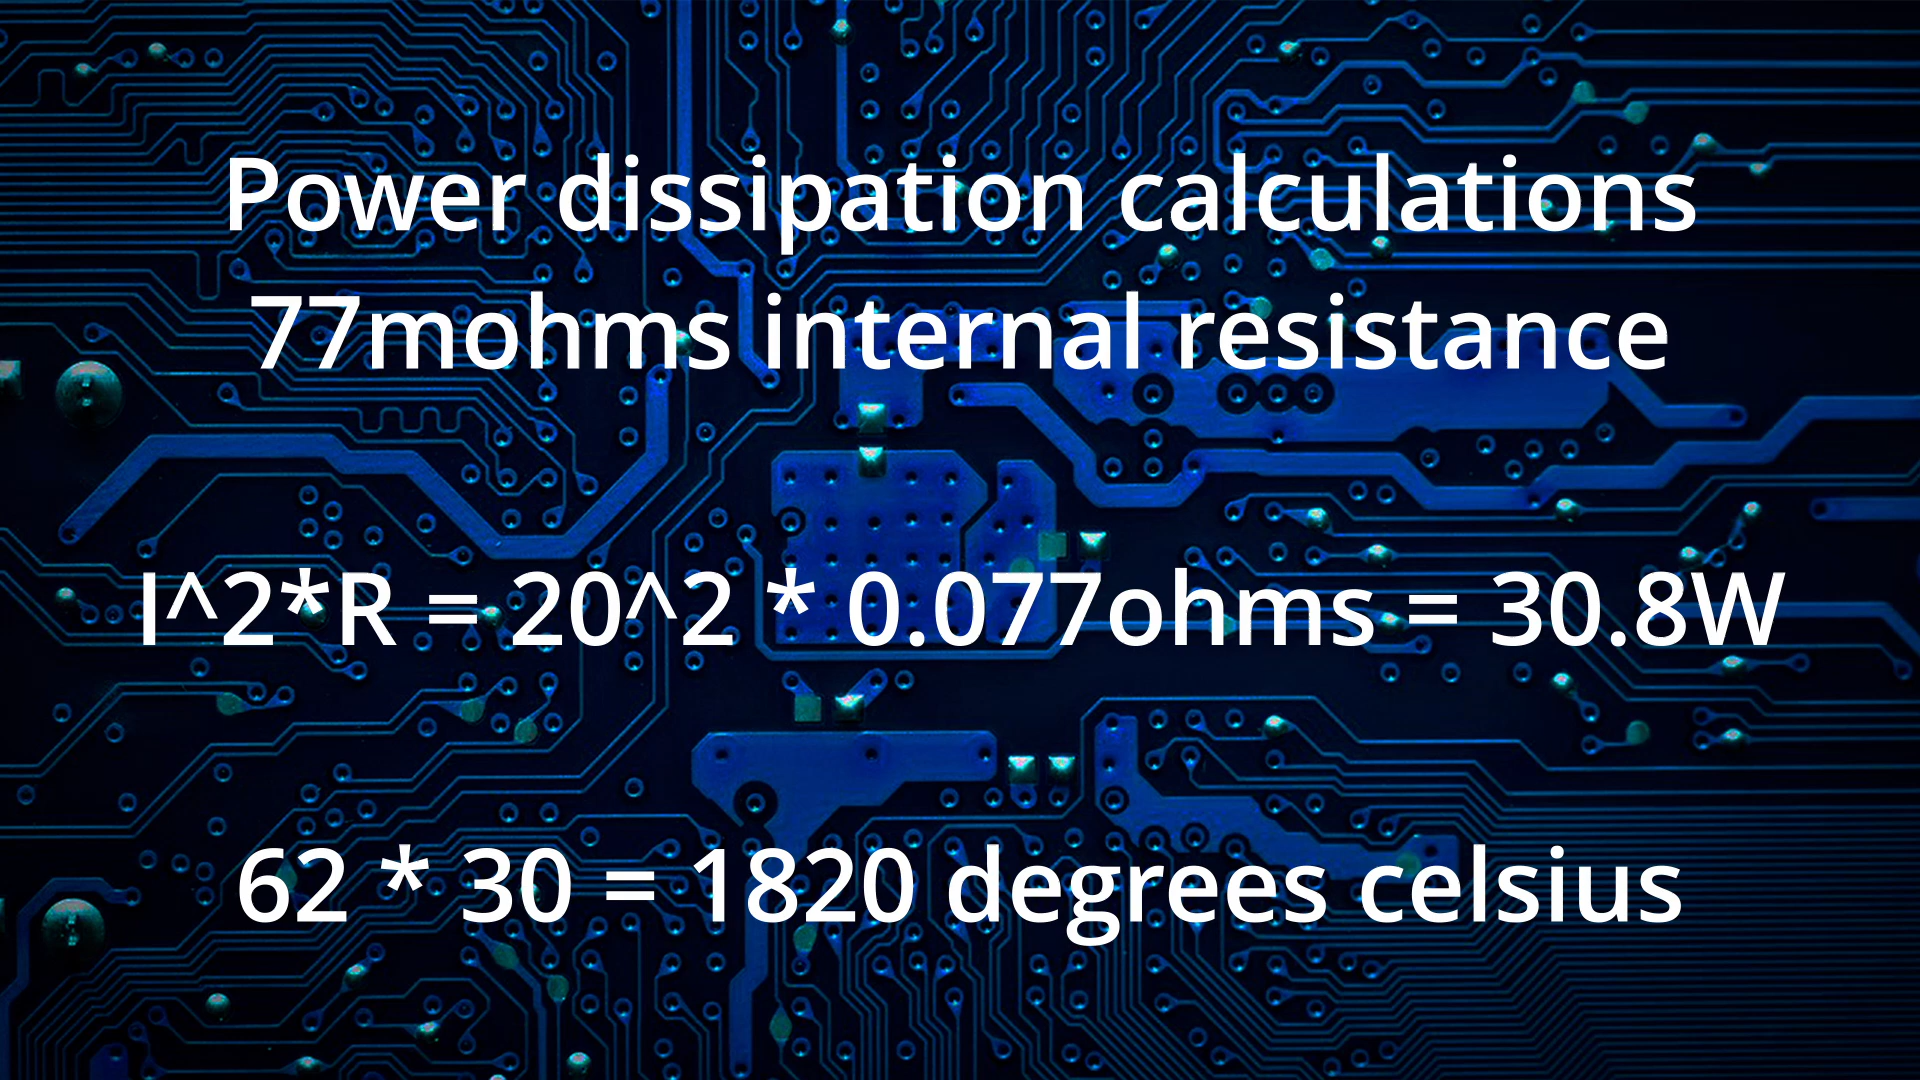 Power dissipation calculations
77mohms internal resistance
I^2*R = 20^2 * 0.077ohms = 30.8W
62 * 30 = 1820 degrees celsius